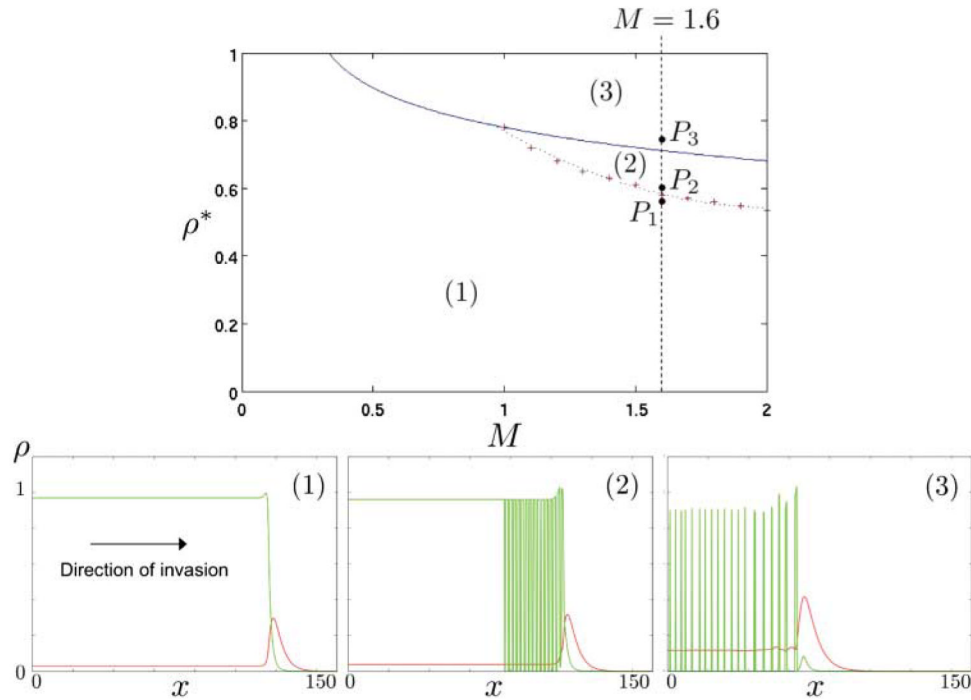 M = 1.6
1
0.8
0.6
0.4
0.2
0
ρ*
(3)
P₃
(2)
P₂
P₁
(1)
0
0.5
1
1.5
2
M
ρ
1
0
(1)
Direction of invasion
x
150
(2)
0
x
150
(3)
0
x
150